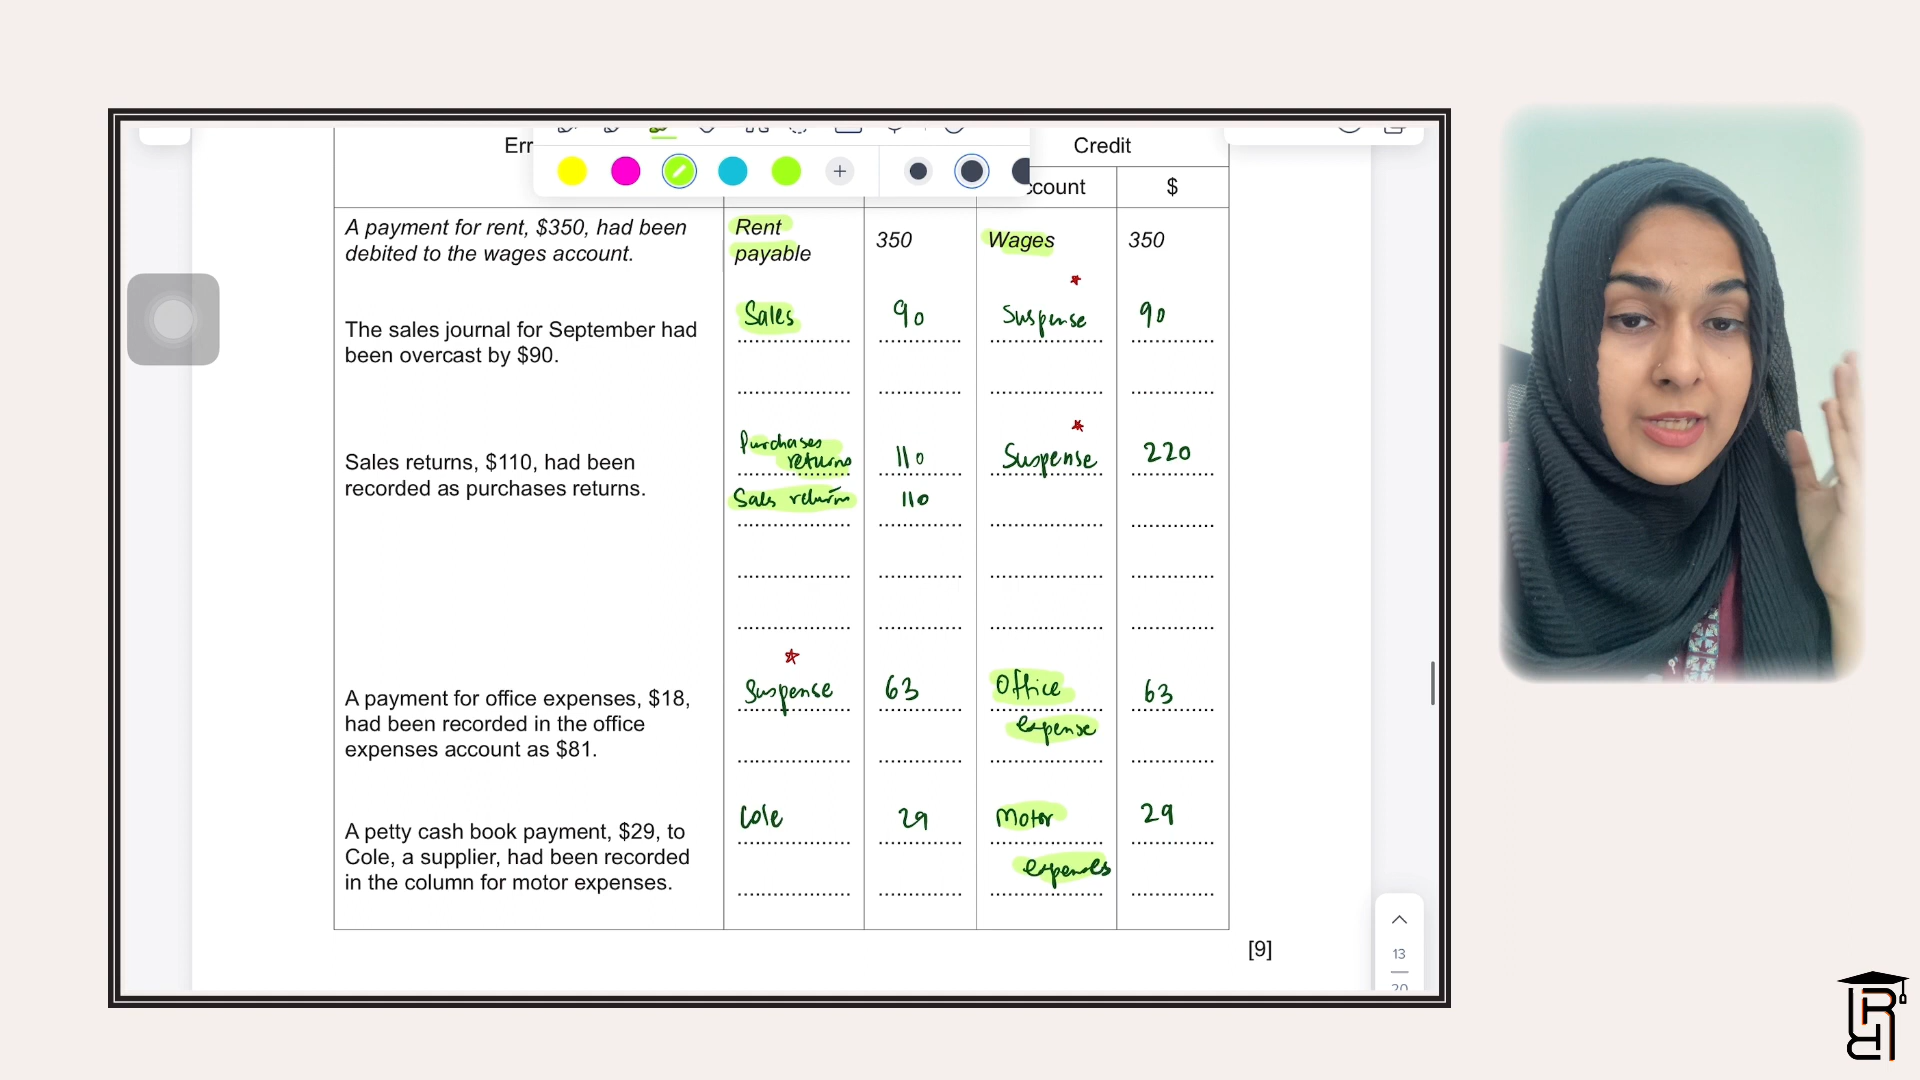 Err
Credit
ccount $
A payment for rent, $350, had been
debited to the wages account.
Rent
payable
350
Wages
350
The sales journal for September had
been overcast by $90.
Sales
90
Suspense
90
Sales returns, $110, had been
recorded as purchases returns.
Purchases
returns
110
Suspense
220
Sales return
110
A payment for office expenses, $18,
had been recorded in the office
expenses account as $81.
Suspense
63
Office
expense
63
A petty cash book payment, $29, to
Cole, a supplier, had been recorded
in the column for motor expenses.
Cole
29
Motor
expenses
29
[9]
13
20